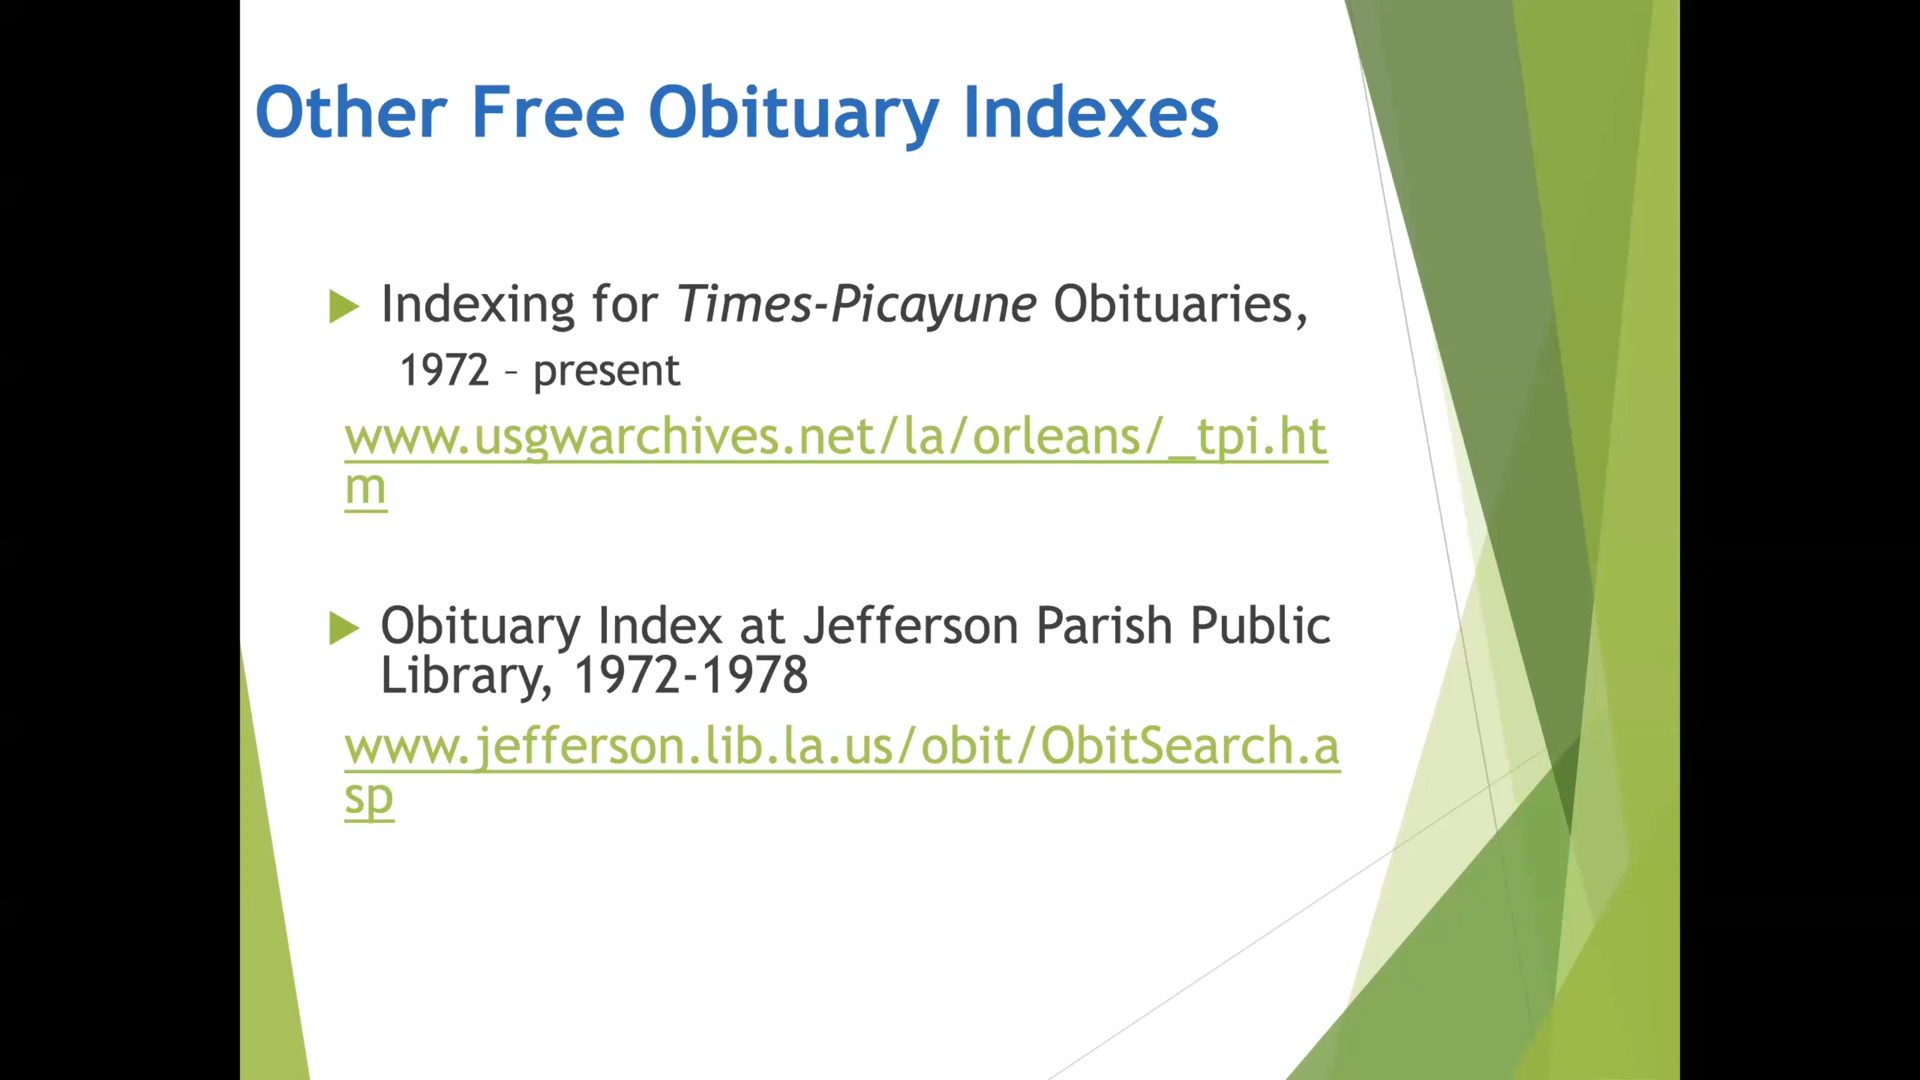 Other Free Obituary Indexes
Indexing for Times-Picayune Obituaries,
1972 – present
www.usgwarchives.net/la/orleans/_tpi.ht
m
Obituary Index at Jefferson Parish Public
Library, 1972-1978
www.jefferson.lib.la.us/obit/ObitSearch.a
sp